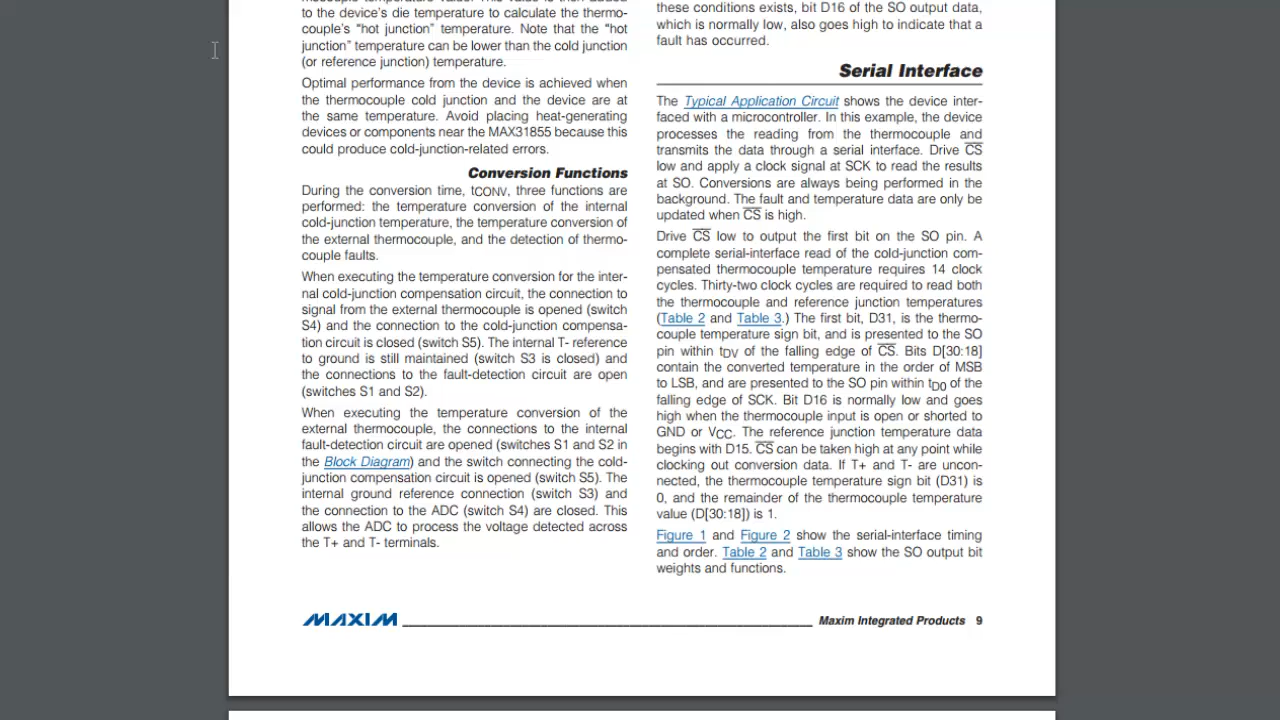 mocouple temperature value. This value is then added
to the device's die temperature to calculate the thermo-
couple's "hot junction" temperature. Note that the "hot
junction" temperature can be lower than the cold junction
(or reference junction) temperature.
Optimal performance from the device is achieved when
the thermocouple cold junction and the device are at
the same temperature. Avoid placing heat-generating
devices or components near the MAX31855 because this
could produce cold-junction-related errors.
Conversion Functions
During the conversion time, tCONV, three functions are
performed: the temperature conversion of the internal
cold-junction temperature, the temperature conversion of
the external thermocouple, and the detection of thermo-
couple faults.
When executing the temperature conversion for the inter-
nal cold-junction compensation circuit, the connection to
signal from the external thermocouple is opened (switch
S4) and the connection to the cold-junction compensa-
tion circuit is closed (switch S5). The internal T- reference
to ground is still maintained (switch S3 is closed) and
the connections to the fault-detection circuit are open
(switches S1 and S2).
When executing the temperature conversion of the
external thermocouple, the connections to the internal
fault-detection circuit are opened (switches S1 and S2 in
the Block Diagram) and the switch connecting the cold-
junction compensation circuit is opened (switch S5). The
internal ground reference connection (switch S3) and
the connection to the ADC (switch S4) are closed. This
allows the ADC to process the voltage detected across
the T+ and T- terminals.
these conditions exists, bit D16 of the SO output data,
which is normally low, also goes high to indicate that a
fault has occurred.
Serial Interface
The Typical Application Circuit shows the device inter-
faced with a microcontroller. In this example, the device
processes the reading from the thermocouple and
transmits the data through a serial interface. Drive CS
low and apply a clock signal at SCK to read the results
at SO. Conversions are always being performed in the
background. The fault and temperature data are only be
updated when CS is high.
Drive CS low to output the first bit on the SO pin. A
complete serial-interface read of the cold-junction com-
pensated thermocouple temperature requires 14 clock
cycles. Thirty-two clock cycles are required to read both
the thermocouple and reference junction temperatures
(Table 2 and Table 3.) The first bit, D31, is the thermo-
couple temperature sign bit, and is presented to the SO
pin within tDV of the falling edge of CS. Bits D[30:18]
contain the converted temperature in the order of MSB
to LSB, and are presented to the SO pin within tD0 of the
falling edge of SCK. Bit D16 is normally low and goes
high when the thermocouple input is open or shorted to
GND or VCC. The reference junction temperature data
begins with D15. CS can be taken high at any point while
clocking out conversion data. If T+ and T- are uncon-
nected, the thermocouple temperature sign bit (D31) is
0, and the remainder of the thermocouple temperature
value (D[30:18]) is 1.
Figure 1 and Figure 2 show the serial-interface timing
and order. Table 2 and Table 3 show the SO output bit
weights and functions.
MAXIM
Maxim Integrated Products 9